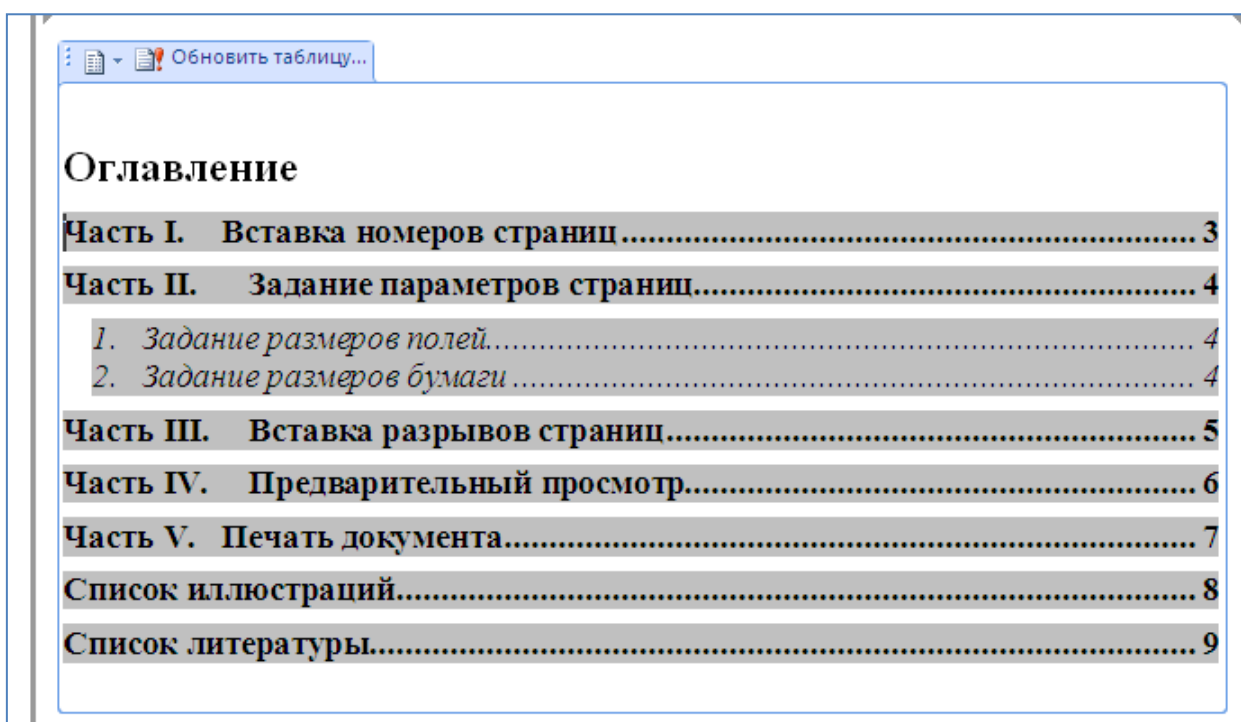 Обновить таблицу...
Оглавление
Часть I. Вставка номеров страниц.................................................................. 3
Часть II. Задание параметров страниц.......................................................... 4
1. Задание размеров полей................................................................................ 4
2. Задание размеров бумаги............................................................................. 4
Часть III. Вставка разрывов страниц............................................................. 5
Часть IV. Предварительный просмотр........................................................... 6
Часть V. Печать документа............................................................................... 7
Список иллюстраций........................................................................................... 8
Список литературы.............................................................................................. 9